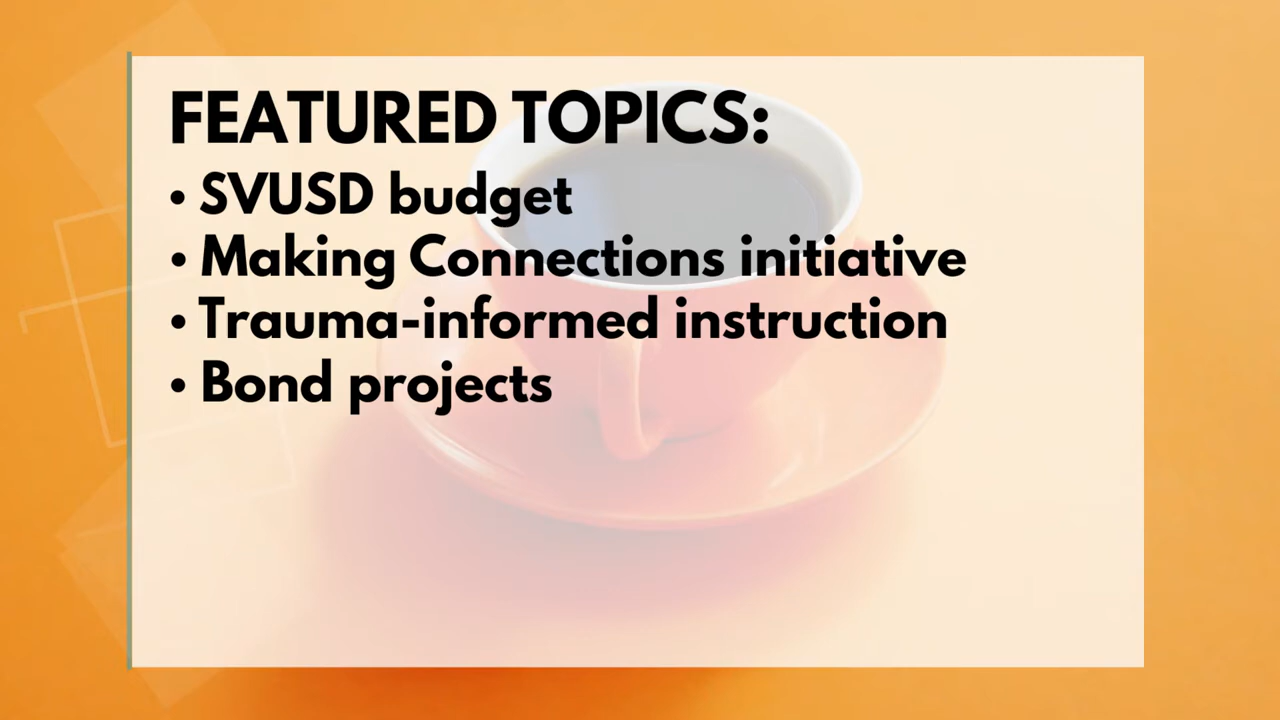 FEATURED TOPICS:
• SVUSD budget
• Making Connections initiative
• Trauma-informed instruction
• Bond projects